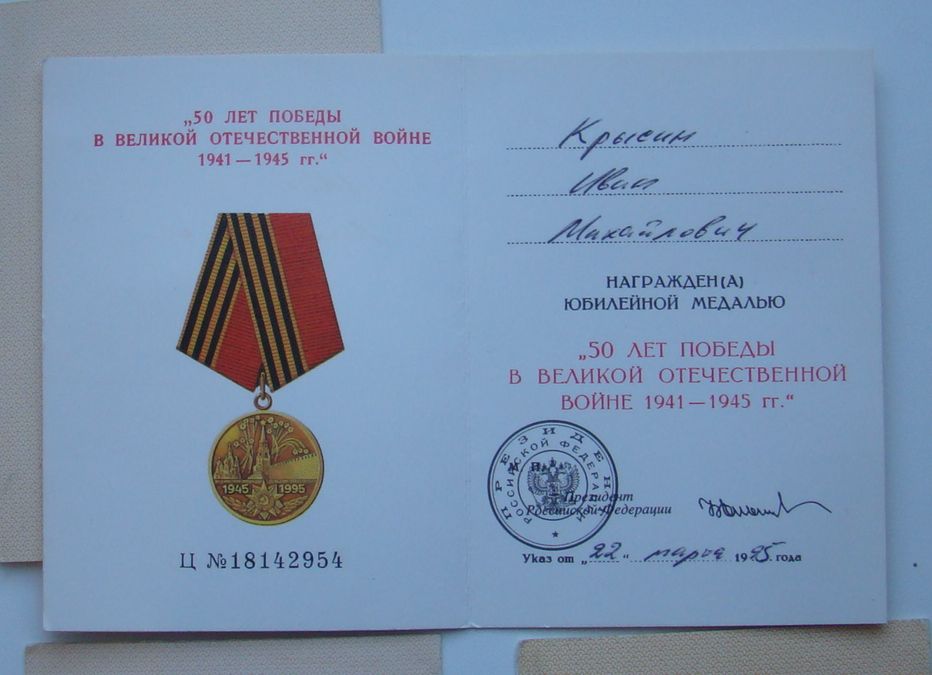 „50 ЛЕТ ПОБЕДЫ
В ВЕЛИКОЙ ОТЕЧЕСТВЕННОЙ ВОЙНЕ
1941 — 1945 гг.“
1945 1995
Ц №18142954
Крысин
Иван
Михайлович
НАГРАЖДЕН(А)
ЮБИЛЕЙНОЙ МЕДАЛЬЮ
„50 ЛЕТ ПОБЕДЫ
В ВЕЛИКОЙ ОТЕЧЕСТВЕННОЙ
ВОЙНЕ 1941 — 1945 гг.“
ПРЕЗИДЕН
РОССИЙСКОЙ ФЕДЕРАЦИИ
М.П.
Президент
Российской Федерации
Указ от „22“ марта 1995 года